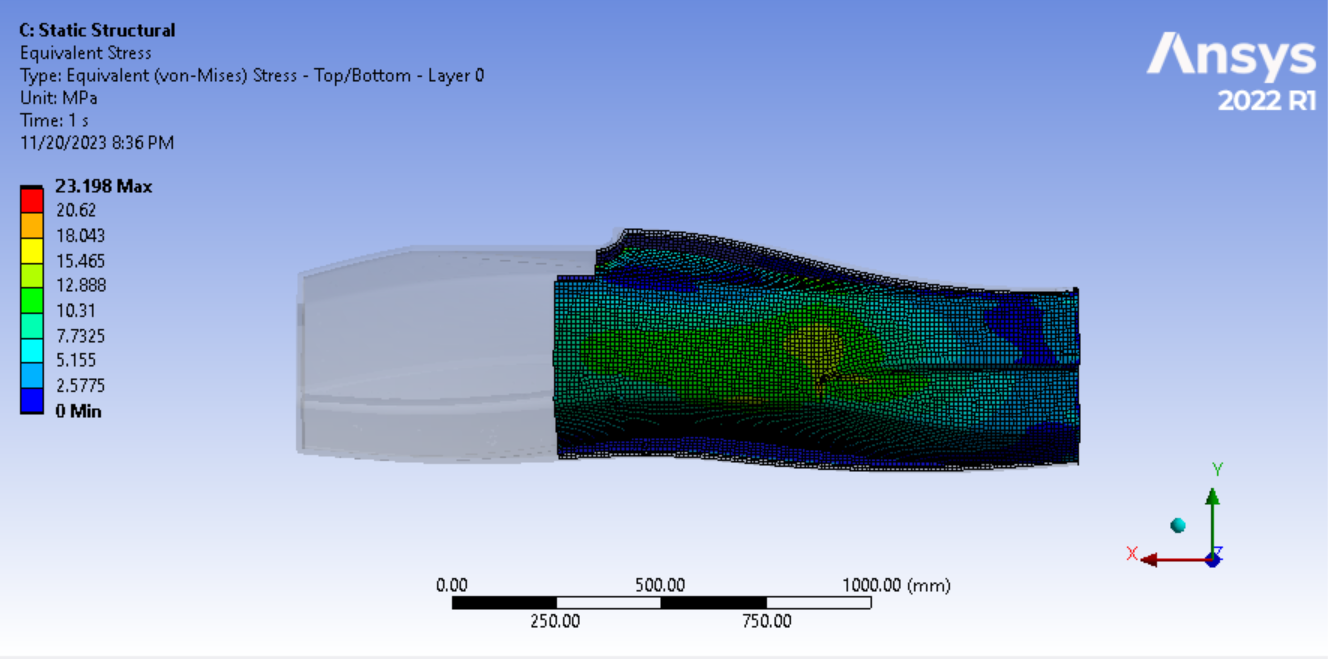 C: Static Structural
Equivalent Stress
Type: Equivalent (von-Mises) Stress - Top/Bottom - Layer 0
Unit: MPa
Time: 1 s
11/20/2023 8:36 PM
Ansys
2022 R1
23.198 Max
20.62
18.043
15.465
12.888
10.31
7.7325
5.155
2.5775
0 Min
Y
X
Z
0.00 500.00 1000.00 (mm)
250.00 750.00